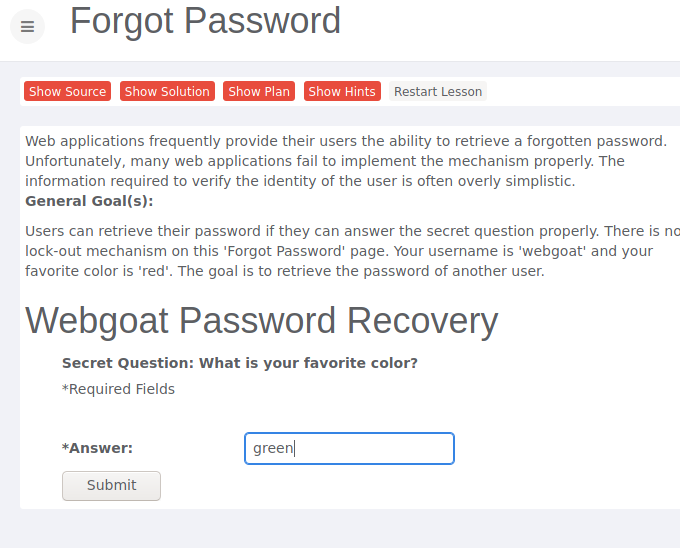 Forgot Password
Show Source Show Solution Show Plan Show Hints Restart Lesson
Web applications frequently provide their users the ability to retrieve a forgotten password.
Unfortunately, many web applications fail to implement the mechanism properly. The
information required to verify the identity of the user is often overly simplistic.
General Goal(s):
Users can retrieve their password if they can answer the secret question properly. There is no
lock-out mechanism on this 'Forgot Password' page. Your username is 'webgoat' and your
favorite color is 'red'. The goal is to retrieve the password of another user.
Webgoat Password Recovery
Secret Question: What is your favorite color?
*Required Fields
*Answer: green
Submit